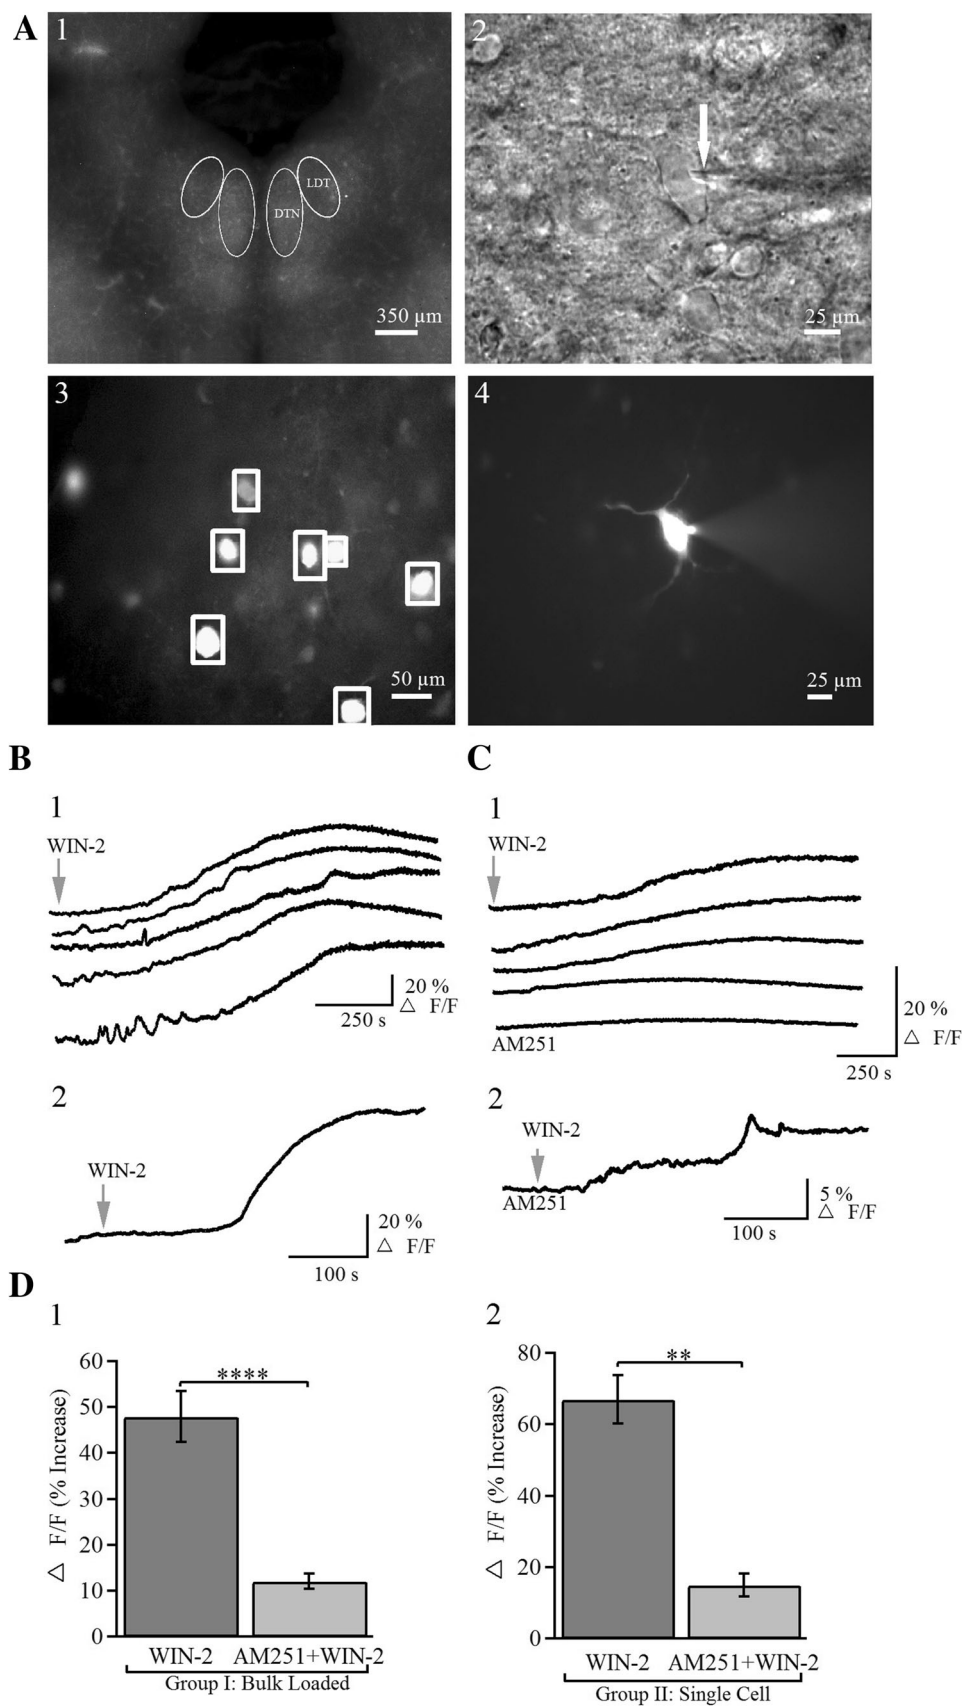 A
1
LDT
DTN
350 µm
2
25 µm
3
50 µm
4
25 µm
B
1
WIN-2
20 %
△ F/F
250 s
2
WIN-2
20 %
△ F/F
100 s
C
1
WIN-2
AM251
20 %
△ F/F
250 s
2
WIN-2
AM251
5 %
△ F/F
100 s
D
1
△ F/F (% Increase)
60
50
40
30
20
10
0
****
WIN-2
AM251+WIN-2
Group I: Bulk Loaded
2
△ F/F (% Increase)
80
60
40
20
0
**
WIN-2
AM251+WIN-2
Group II: Single Cell